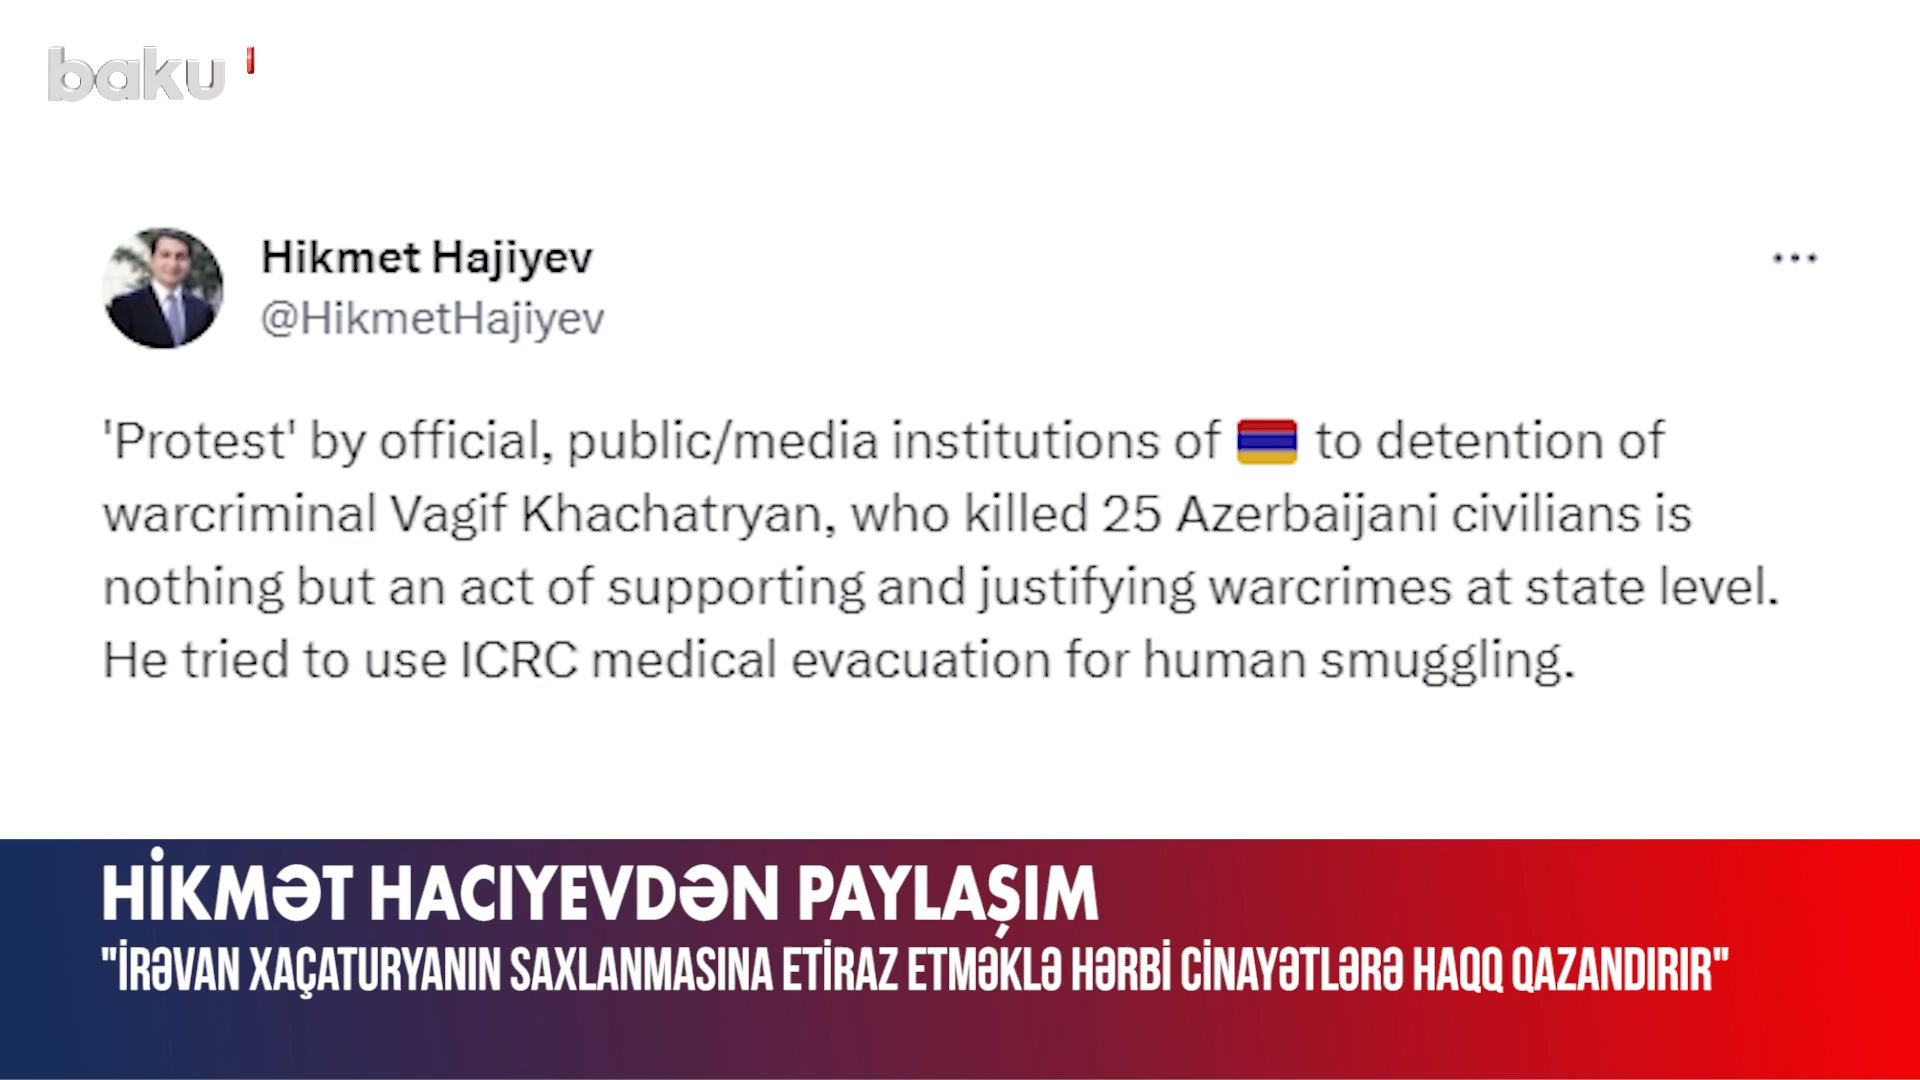 baku
Hikmet Hajiyev
@HikmetHajiyev
'Protest' by official, public/media institutions of 🇦🇲 to detention of
warcriminal Vagif Khachatryan, who killed 25 Azerbaijani civilians is
nothing but an act of supporting and justifying warcrimes at state level.
He tried to use ICRC medical evacuation for human smuggling.
HİKMƏT HACIYEVDƏN PAYLAŞIM
"İRƏVAN XAÇATURYANIN SAXLANMASINA ETİRAZ ETMƏKLƏ HƏRBİ CİNAYƏTLƏRƏ HAQQ QAZANDIRIR"